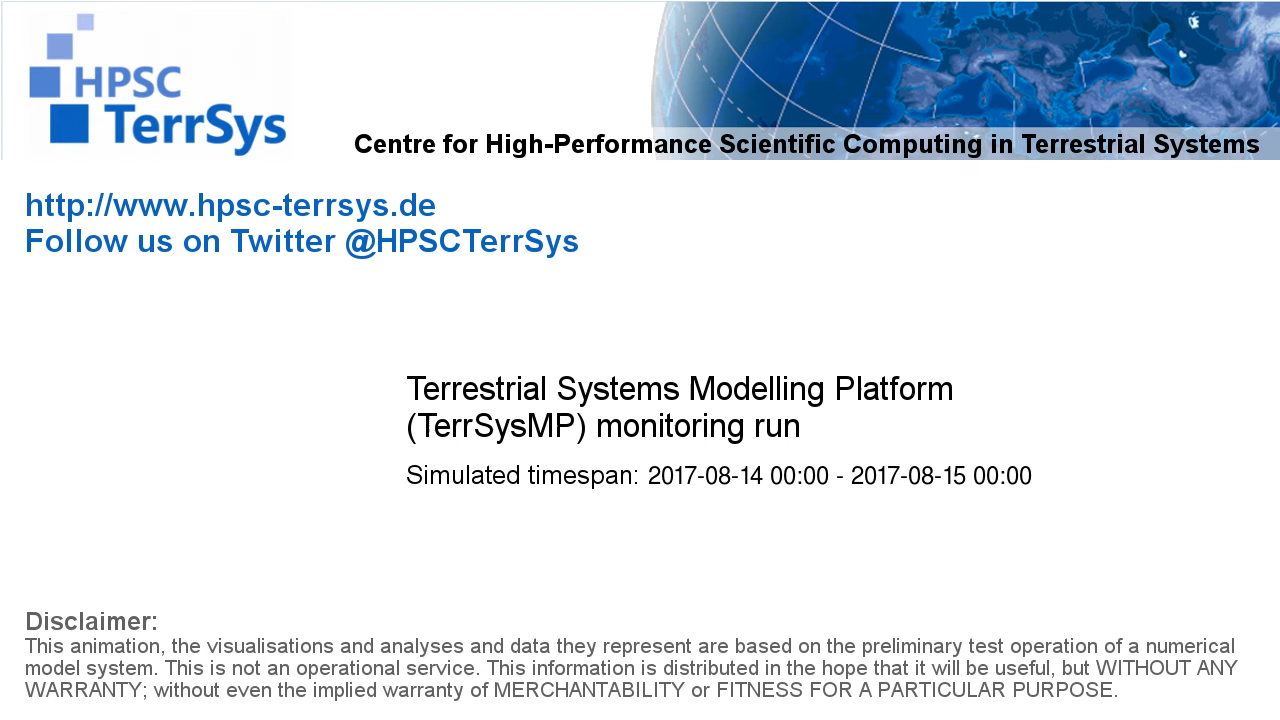 HPSC
TerrSys
Centre for High-Performance Scientific Computing in Terrestrial Systems
http://www.hpsc-terrsys.de
Follow us on Twitter @HPSCTerrSys
Terrestrial Systems Modelling Platform
(TerrSysMP) monitoring run
Simulated timespan: 2017-08-14 00:00 - 2017-08-15 00:00
Disclaimer:
This animation, the visualisations and analyses and data they represent are based on the preliminary test operation of a numerical
model system. This is not an operational service. This information is distributed in the hope that it will be useful, but WITHOUT ANY
WARRANTY; without even the implied warranty of MERCHANTABILITY or FITNESS FOR A PARTICULAR PURPOSE.